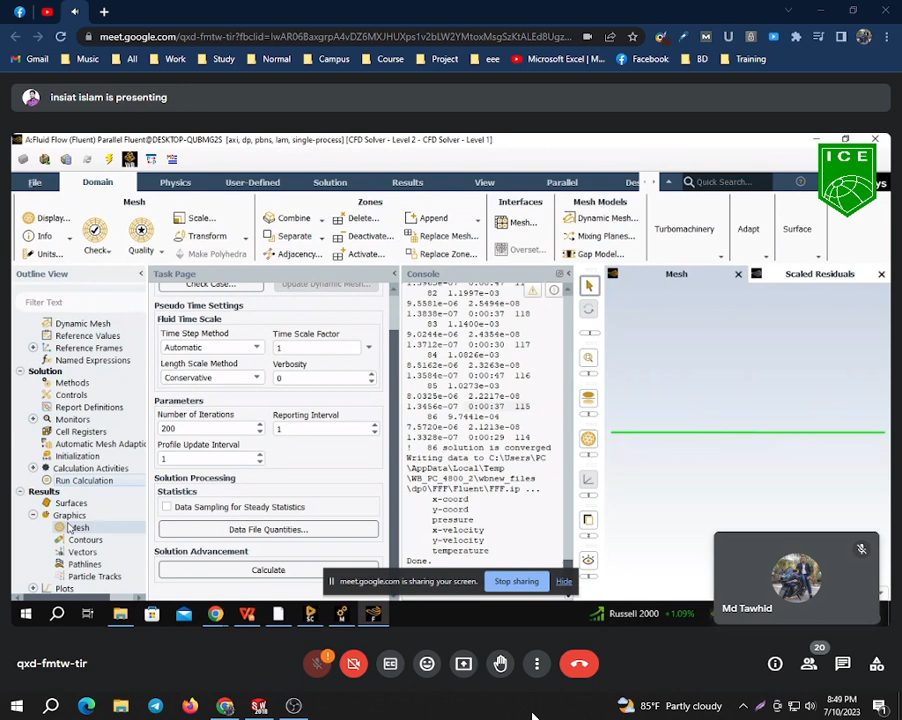 meet.google.com/qxd-fmtw-tir?fbclid=IwAR06BaxgrpA4vDZ6MXJHUXps1vBl2W2YMtoxMsgSzKtALEd8Ugz...
Gmail Music All Work Study Normal Campus Course Project eee Microsoft Excel | M... Facebook BD Training
insiat islam is presenting
A:Fluid Flow (Fluent) Parallel Fluent@DESKTOP-QUBMG2S [axi, dp, pbns, lam, single-process] [CFD Solver - Level 2 - CFD Solver - Level 1]
ICE
File Domain Physics User-Defined Solution Results View Parallel Des Quick Search... ys
Mesh Zones Interfaces Mesh Models
Display... Scale... Combine Delete... Append Mesh... Dynamic Mesh...
Info Check Quality Transform Separate Deactivate... Replace Mesh... Mixing Planes... Turbomachinery Adapt Surface
Units... Make Polyhedra Adjacency... Activate... Replace Zone... Overset... Gap Model...
Outline View Task Page Console Mesh Scaled Residuals
Filter Text
Dynamic Mesh
Reference Values
Reference Frames
Named Expressions
Solution
Methods
Controls
Report Definitions
Monitors
Cell Registers
Automatic Mesh Adaptio
Initialization
Calculation Activities
Run Calculation
Results
Surfaces
Graphics
Mesh
Contours
Vectors
Pathlines
Particle Tracks
Plots
Check Case... Update Dynamic Mesh...
Pseudo Time Settings
Fluid Time Scale
Time Step Method Time Scale Factor
Automatic 1
Length Scale Method Verbosity
Conservative 0
Parameters
Number of Iterations Reporting Interval
200 1
Profile Update Interval
1
Solution Processing
Statistics
Data Sampling for Steady Statistics
Data File Quantities...
Solution Advancement
Calculate
82 1.1997e-03
9.5581e-06 2.5494e-08
1.3838e-03 0:00:37 118
83 1.1400e-03
9.0244e-06 2.4354e-08
1.3712e-03 0:00:30 117
84 1.0826e-03
8.5162e-06 2.3263e-08
1.3584e-03 0:00:47 116
85 1.0273e-03
8.0325e-06 2.2217e-08
1.3456e-03 0:00:37 115
86 9.7441e-04
7.5720e-06 2.1213e-08
1.3328e-03 0:00:29 114
! 86 solution is converged
Writing data to C:\Users\PC
\AppData\Local\Temp
\WB_PC_4800_2\wbnew_files
\dp0\FFF\Fluent\FFF.ip ...
x-coord
y-coord
pressure
x-velocity
y-velocity
temperature
Done.
meet.google.com is sharing your screen. Stop sharing Hide
Md Tawhid
Russell 2000 +1.09%
qxd-fmtw-tir
20
85°F Partly cloudy
8:49 PM
7/10/2023